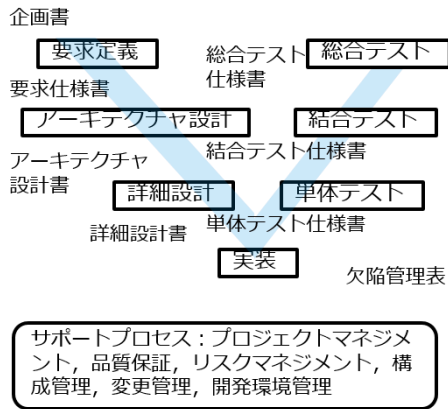 企画書
要求定義
総合テスト
仕様書
総合テスト
要求仕様書
アーキテクチャ設計
結合テスト
アーキテクチャ
設計書
結合テスト仕様書
詳細設計
単体テスト
詳細設計書
単体テスト仕様書
実装
欠陥管理表
サポートプロセス：プロジェクトマネジメ
ント，品質保証，リスクマネジメント，構
成管理，変更管理，開発環境管理